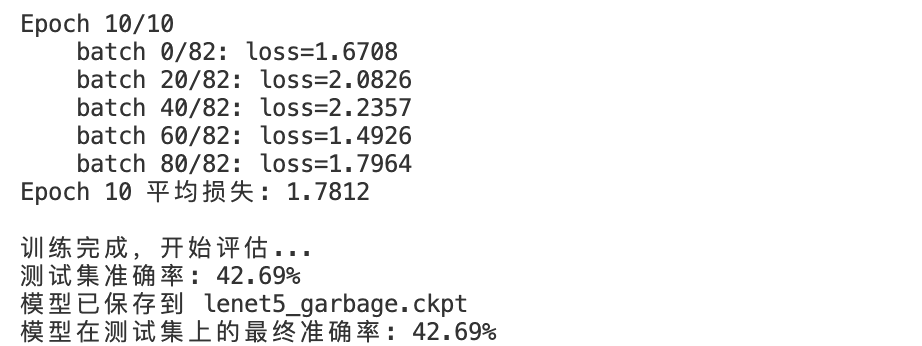 Epoch 10/10
    batch 0/82: loss=1.6708
    batch 20/82: loss=2.0826
    batch 40/82: loss=2.2357
    batch 60/82: loss=1.4926
    batch 80/82: loss=1.7964
Epoch 10 平均损失: 1.7812
训练完成, 开始评估...
测试集准确率: 42.69%
模型已保存到 lenet5_garbage.ckpt
模型在测试集上的最终准确率: 42.69%